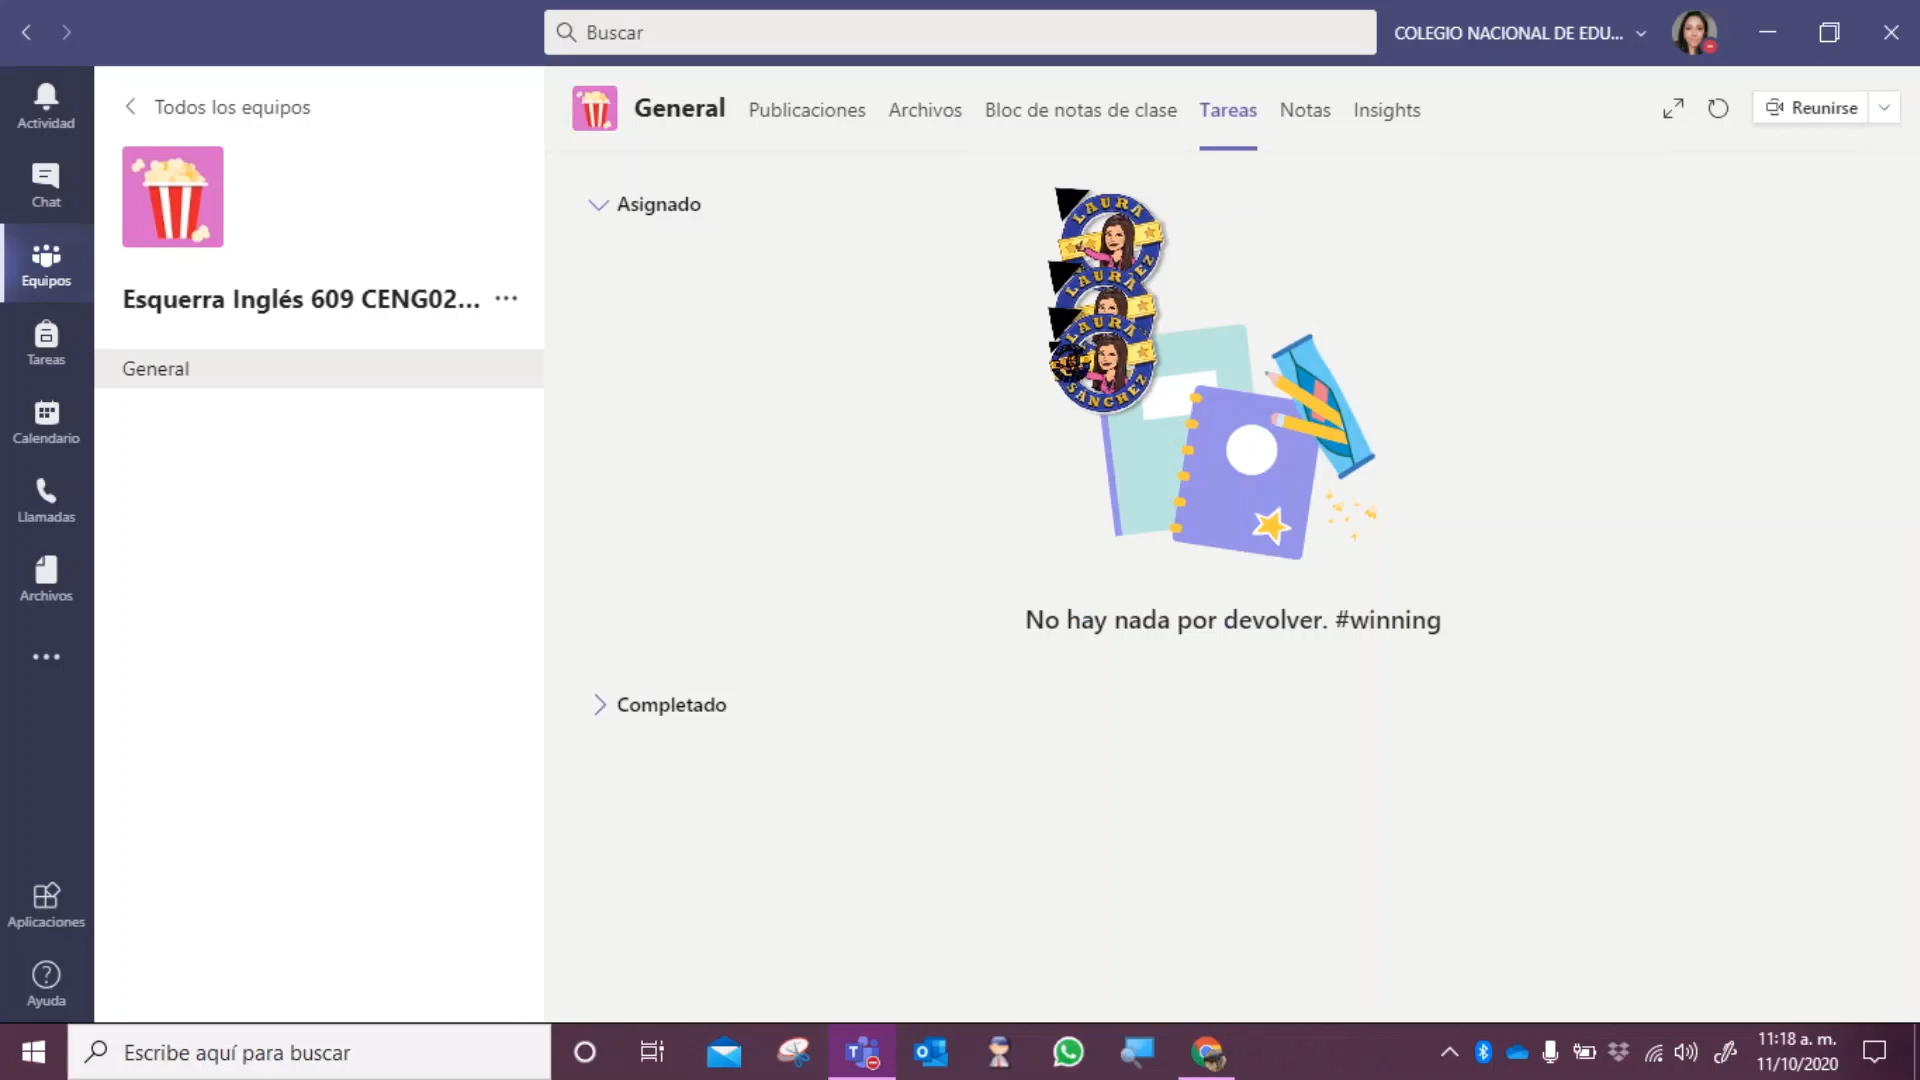 Buscar
COLEGIO NACIONAL DE EDU...
Actividad
Chat
Equipos
Tareas
Calendario
Llamadas
Archivos
Aplicaciones
Ayuda
Todos los equipos
Esquerra Inglés 609 CENG02...
General
General
Publicaciones
Archivos
Bloc de notas de clase
Tareas
Notas
Insights
Reunirse
Asignado
LAURA
LAURA
LAURA
SANCHEZ
No hay nada por devolver. #winning
Completado
Escribe aquí para buscar
11:18 a. m.
11/10/2020